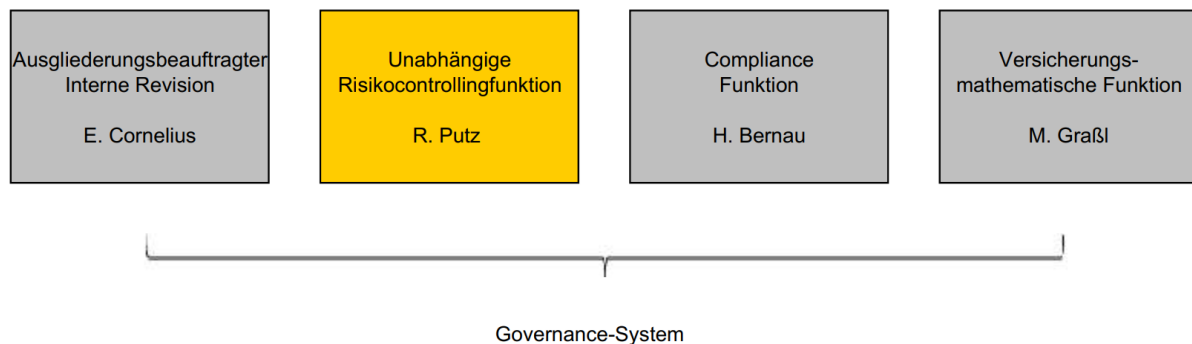 Ausgliederungsbeauftragter
Interne Revision
E. Cornelius
Unabhängige
Risikocontrollingfunktion
R. Putz
Compliance
Funktion
H. Bernau
Versicherungs-
mathematische Funktion
M. Graßl
Governance-System